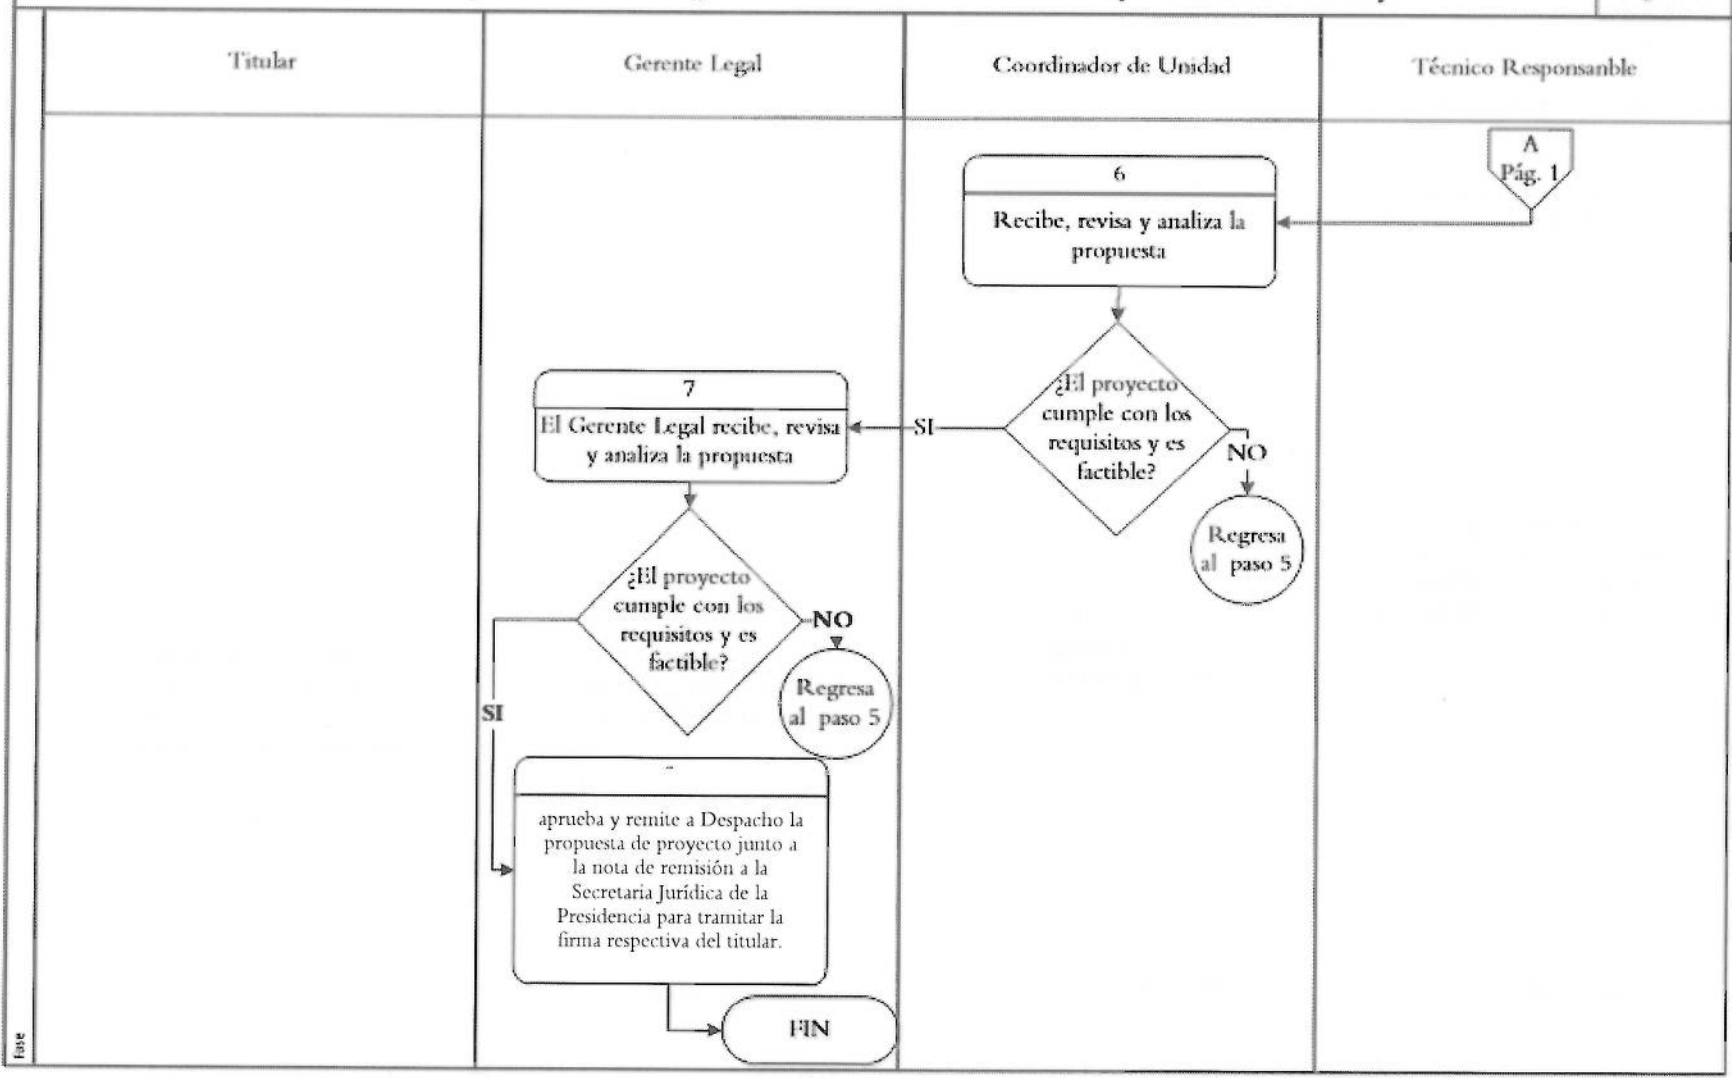 Titular
Gerente Legal
Coordinador de Unidad
Técnico Responsanble
A
Pág. 1
6
Recibe, revisa y analiza la
propuesta
¿El proyecto
cumple con los
requisitos y es
factible?
SI
NO
Regresa
al paso 5
7
El Gerente Legal recibe, revisa
y analiza la propuesta
¿El proyecto
cumple con los
requisitos y es
factible?
NO
Regresa
al paso 5
SI
aprueba y remite a Despacho la
propuesta de proyecto junto a
la nota de remisión a la
Secretaria Jurídica de la
Presidencia para tramitar la
firma respectiva del titular.
FIN
Fase